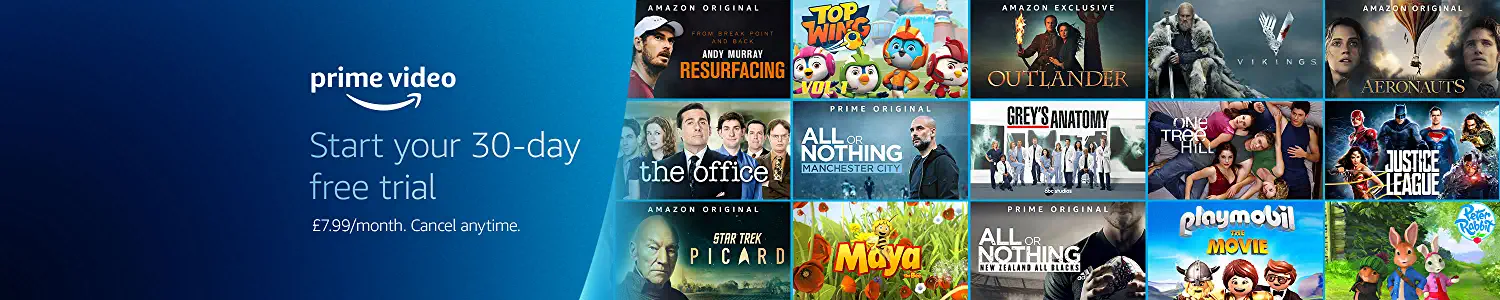 prime video
Start your 30-day
free trial
£7.99/month. Cancel anytime.
AMAZON ORIGINAL
FROM BREAK POINT
AND BACK
ANDY MURRAY
RESURFACING
TOP
WING
VOL 1
AMAZON EXCLUSIVE
OUTLANDER
VIKINGS
AMAZON ORIGINAL
THE
AERONAUTS
the office
PRIME ORIGINAL
ALL OR
NOTHING
MANCHESTER CITY
GREY'S ANATOMY
abc studios
ONE
TREE
HILL
JUSTICE
LEAGUE
AMAZON ORIGINAL
STAR TREK
PICARD
Maya
the Bee
PRIME ORIGINAL
ALL OR
NOTHING
NEW ZEALAND ALL BLACKS
playmobil
THE
MOVIE
Peter
Rabbit